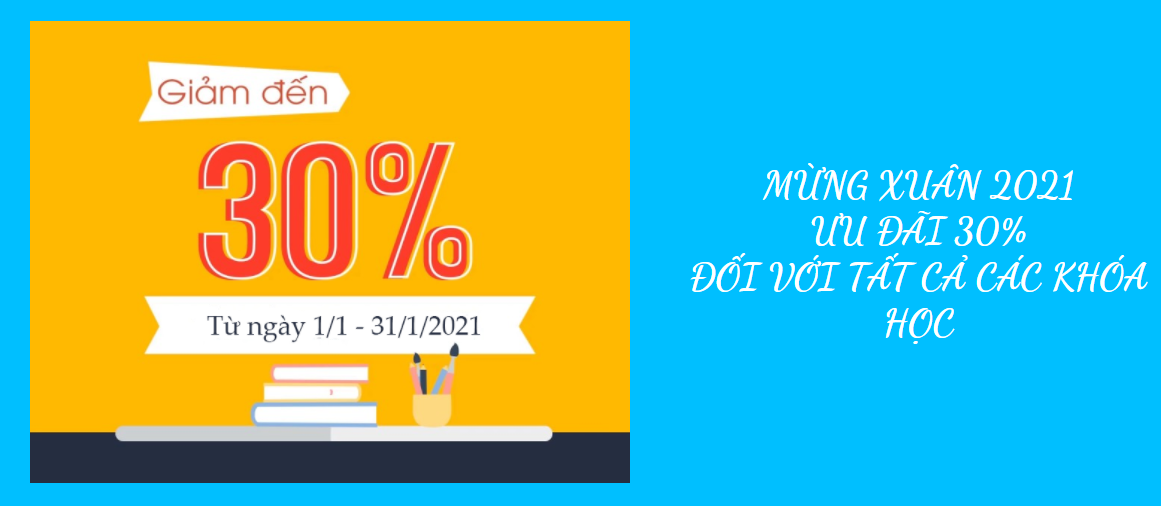 Giảm đến
30%
Từ ngày 1/1 - 31/1/2021
MỪNG XUÂN 2021
ƯU ĐÃI 30%
ĐỐI VỚI TẤT CẢ CÁC KHÓA
HỌC